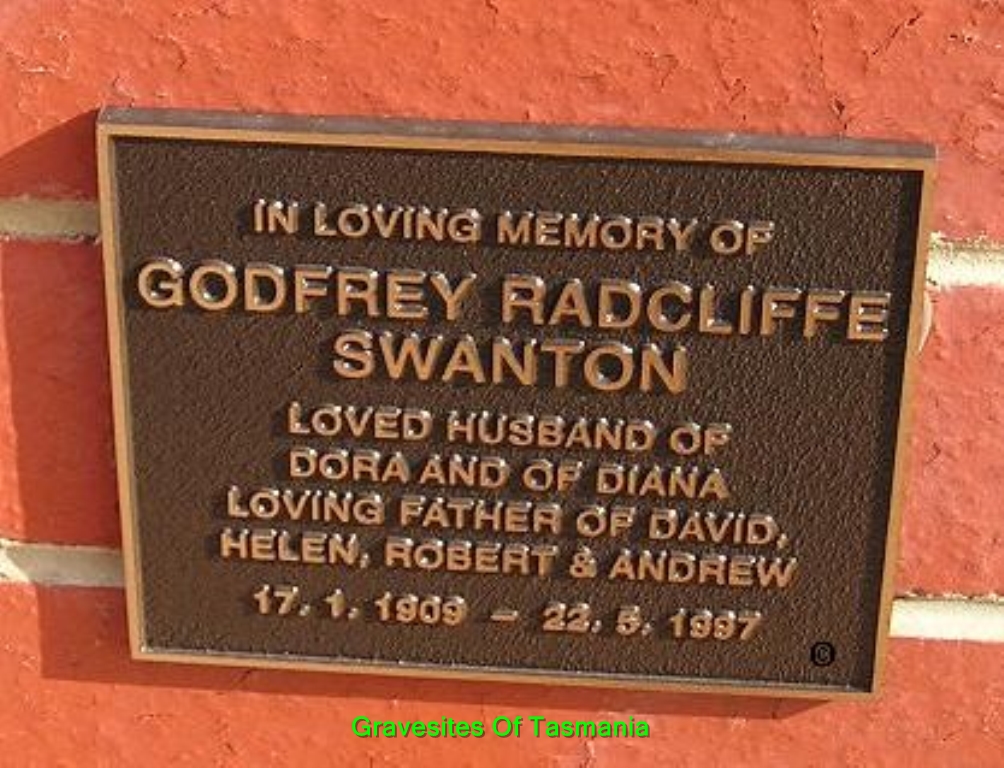 IN LOVING MEMORY OF
GODFREY RADCLIFFE
SWANTON
LOVED HUSBAND OF
DORA AND OF DIANA
LOVING FATHER OF DAVID,
HELEN, ROBERT & ANDREW
17. 1. 1909 – 22. 5. 1997
©
Gravesites Of Tasmania